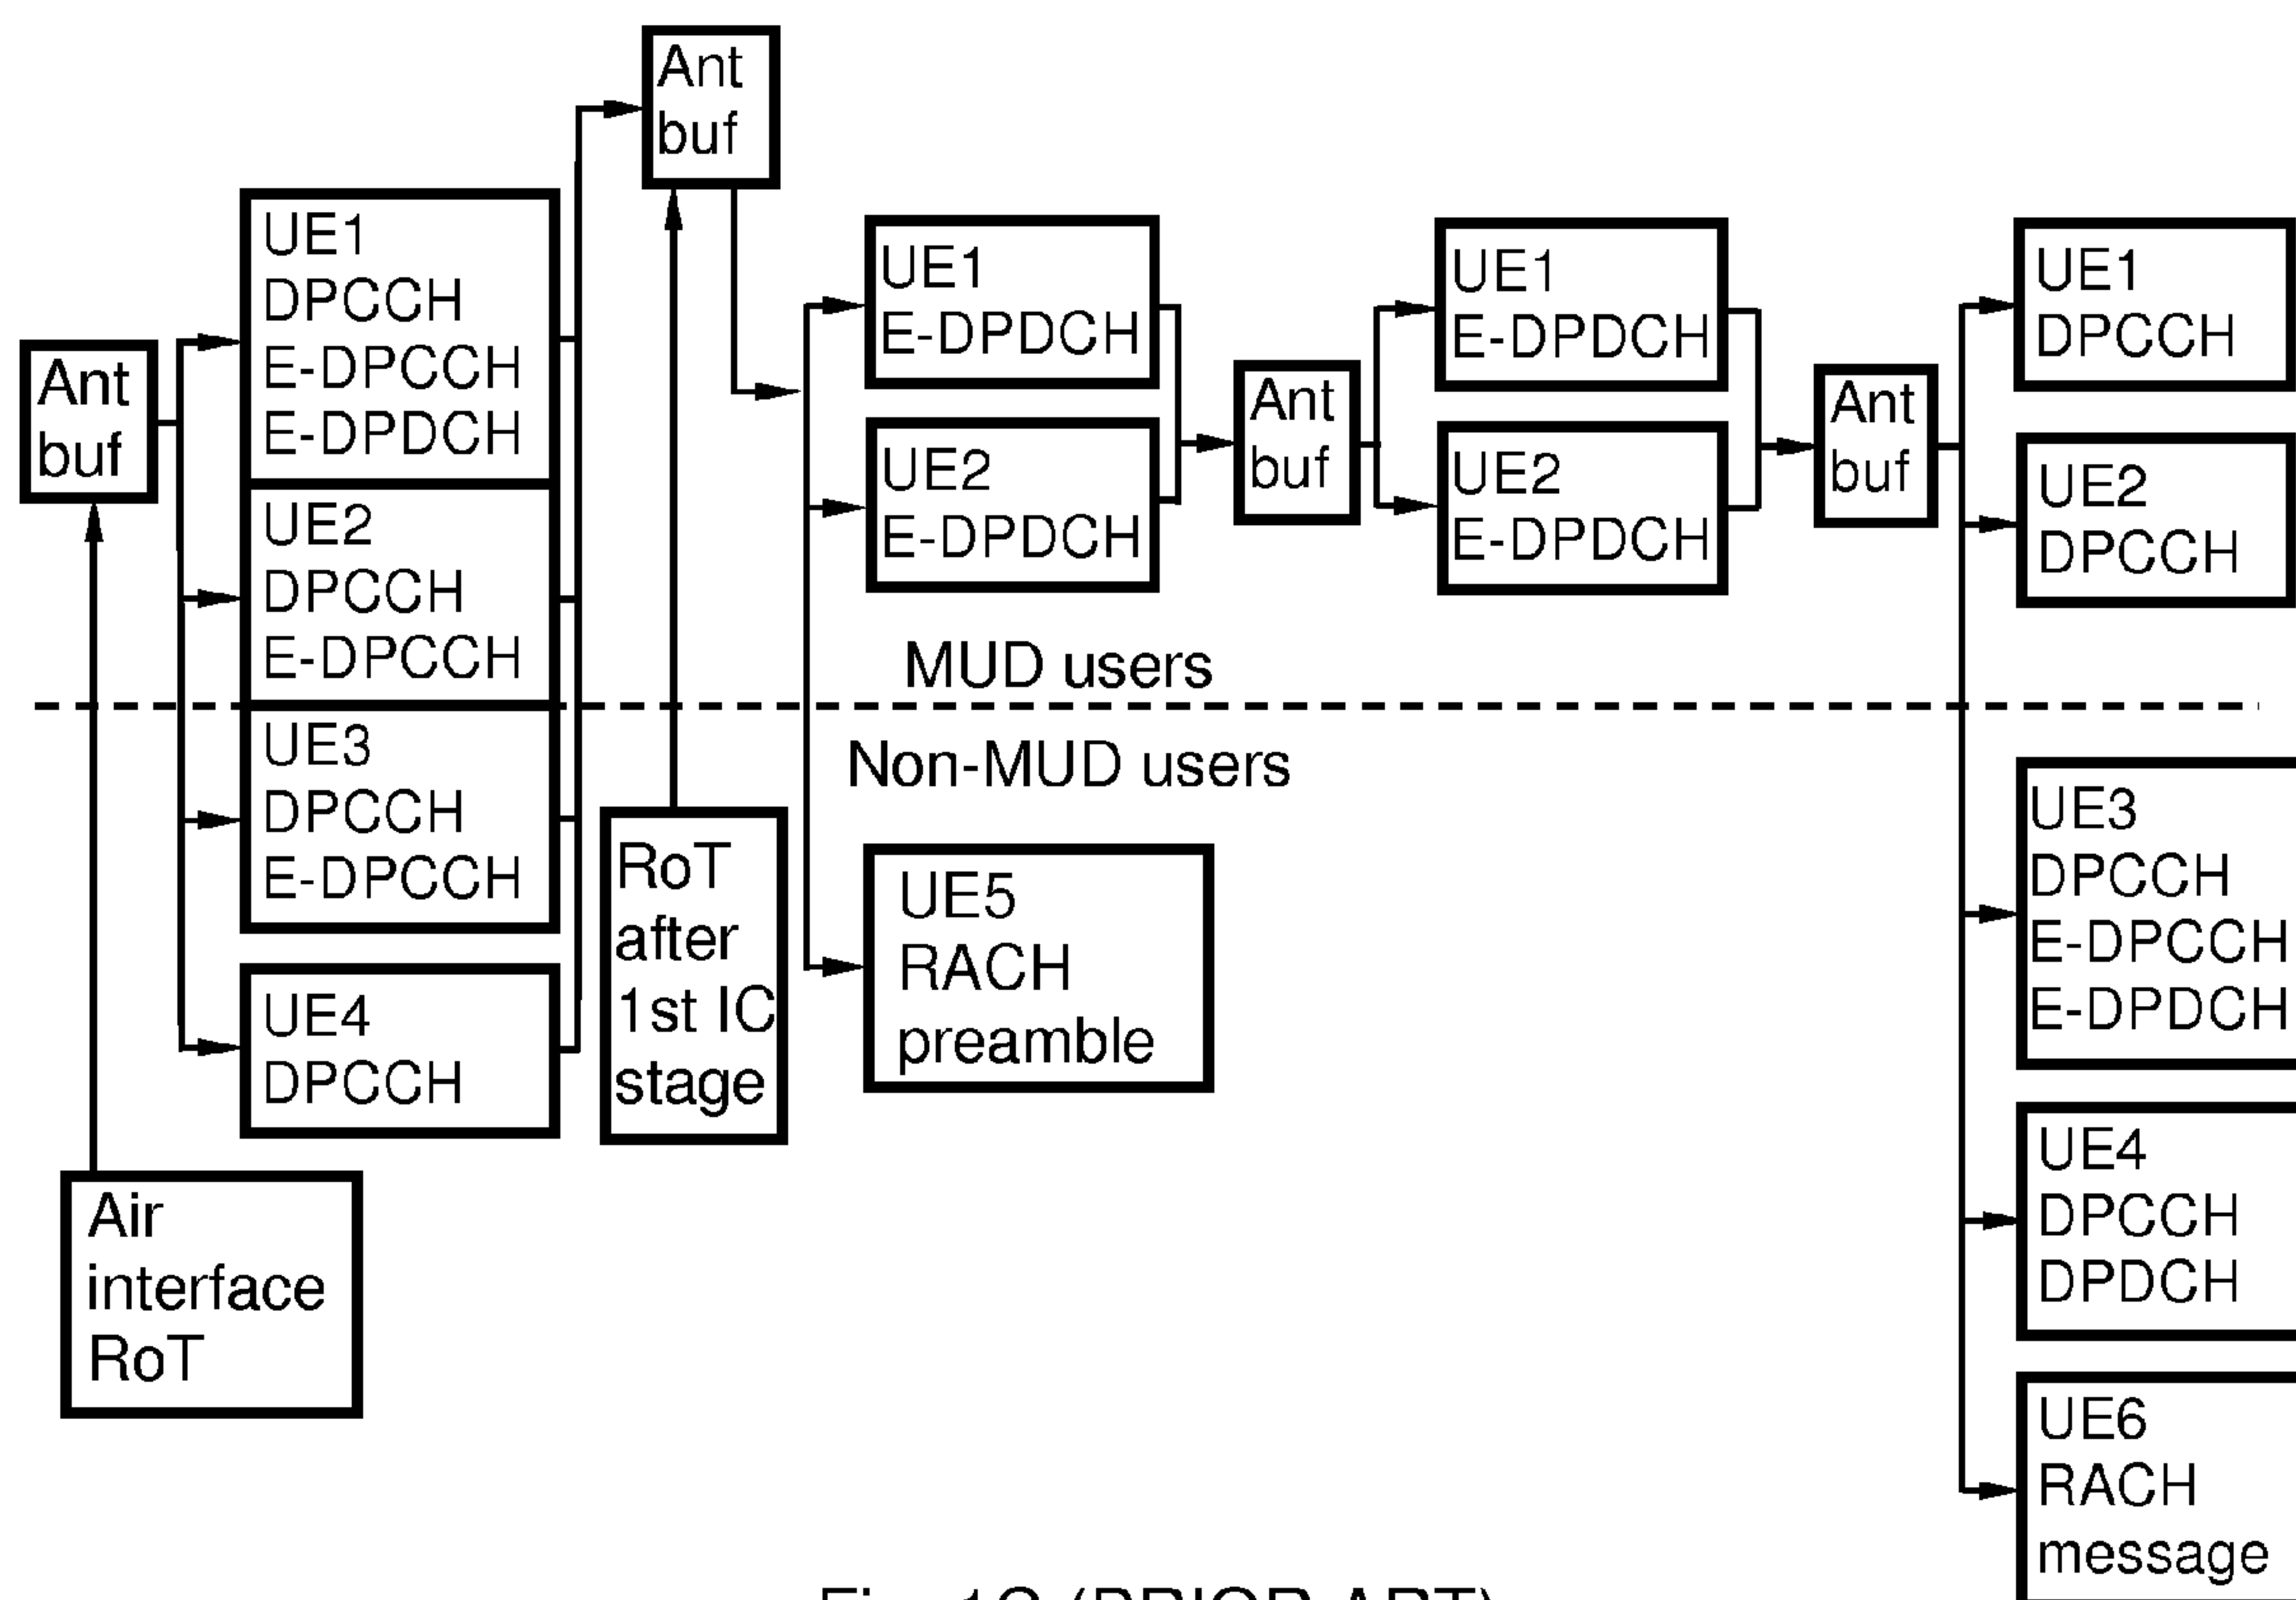 Ant
buf
UE1
DPCCH
E-DPCCH
E-DPDCH
UE2
DPCCH
E-DPCCH
UE3
DPCCH
E-DPCCH
UE4
DPCCH
Air
interface
RoT
Ant
buf
RoT
after
1st IC
stage
UE1
E-DPDCH
UE2
E-DPDCH
MUD users
Non-MUD users
UE5
RACH
preamble
Ant
buf
UE1
E-DPDCH
UE2
E-DPDCH
Ant
buf
UE1
DPCCH
UE2
DPCCH
UE3
DPCCH
E-DPCCH
E-DPDCH
UE4
DPCCH
DPDCH
UE6
RACH
message
(PRIOR ART)